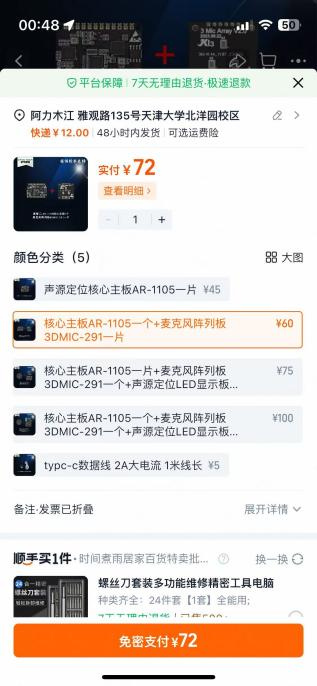 00:48
50
3 Mic Array V2.0
平台保障 | 7天无理由退货·极速退款
阿力木江 雅观路135号天津大学北洋园校区
快递¥12.00 | 48小时内发货 | 可选运费险
实付¥72
查看明细
- 1 +
颜色分类（5）
大图
声源定位核心主板AR-1105一片 ¥45
核心主板AR-1105一个+麦克风阵列板 ¥60
3DMIC-291一片
核心主板AR-1105一片+麦克风阵列板 ¥75
3DMIC-291一个+声源定位LED显示板...
核心主板AR-1105一个+麦克风阵列板 ¥100
3DMIC-291一个+声源定位LED显示板...
typc-c数据线 2A大电流 1米线长 ¥5
备注·发票已折叠
展开详情
顺手买1件·时间煮雨居家百货特卖批...
换一换
螺丝刀套装多功能维修精密工具电脑
种类齐全：24件套【1套】全能用;
免密支付¥72